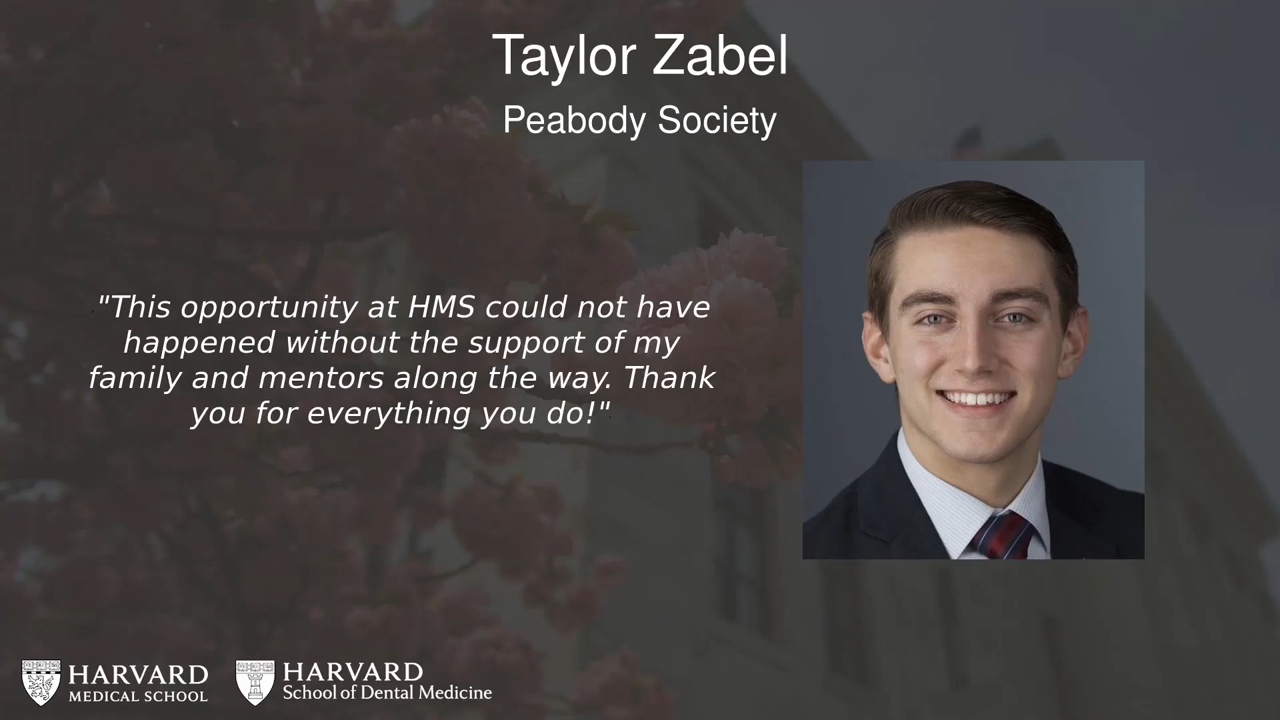 Taylor Zabel
Peabody Society
"This opportunity at HMS could not have
happened without the support of my
family and mentors along the way. Thank
you for everything you do!"
HARVARD
MEDICAL SCHOOL
HARVARD
School of Dental Medicine